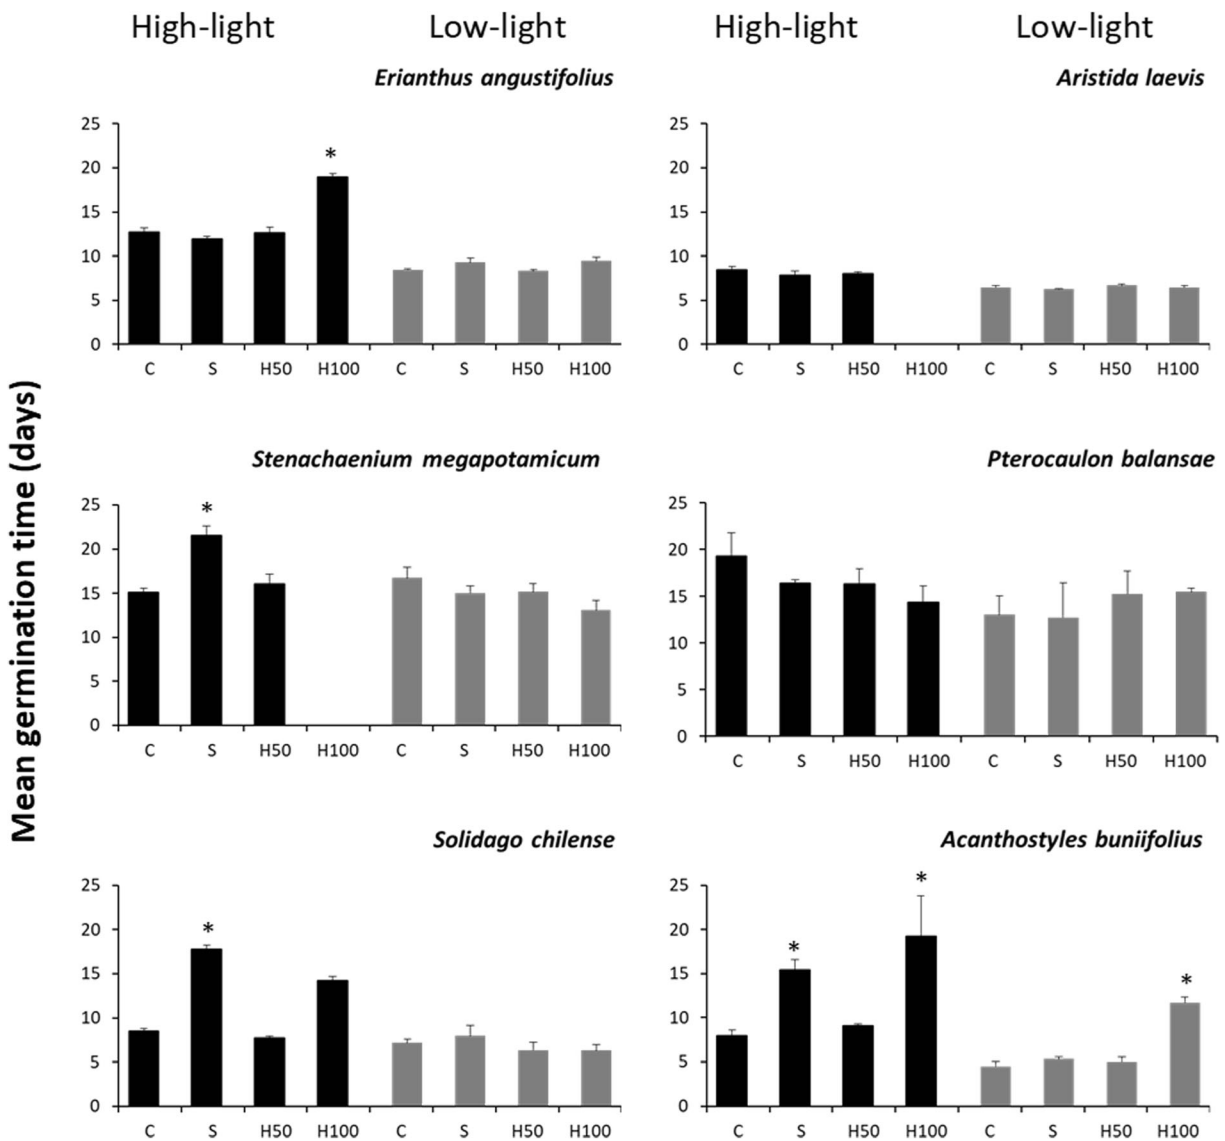 High-light Low-light High-light Low-light
Erianthus angustifolius
25
20
15
10
5
0
*
C S H50 H100 C S H50 H100
Aristida laevis
25
20
15
10
5
0
C S H50 H100 C S H50 H100
Mean germination time (days)
Stenachaenium megapotamicum
25
20
15
10
5
0
*
C S H50 H100 C S H50 H100
Pterocaulon balansae
25
20
15
10
5
0
C S H50 H100 C S H50 H100
Solidago chilense
25
20
15
10
5
0
*
C S H50 H100 C S H50 H100
Acanthostyles buniifolius
25
20
15
10
5
0
* * *
C S H50 H100 C S H50 H100